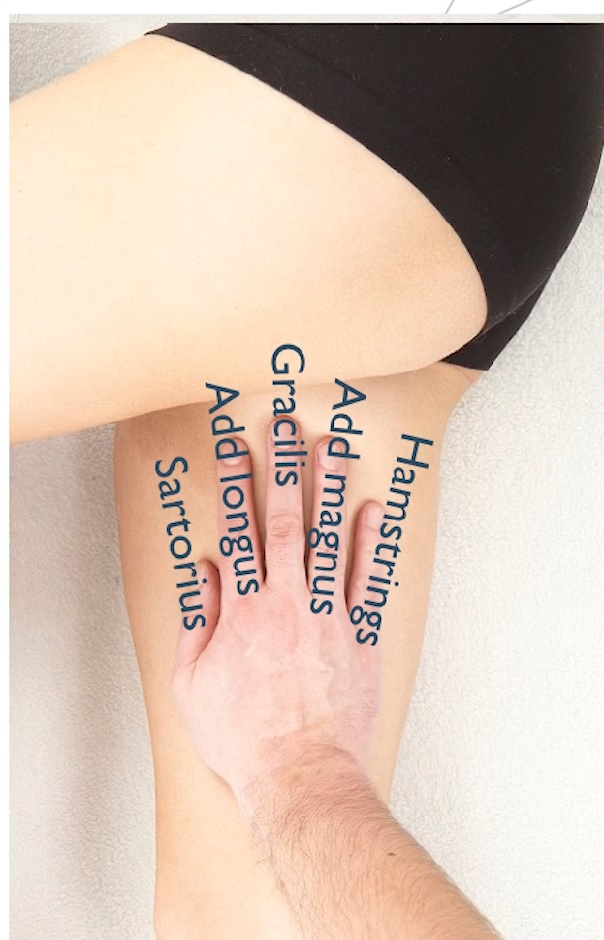 Sartorius
Add longus
Gracilis
Add magnus
Hamstrings